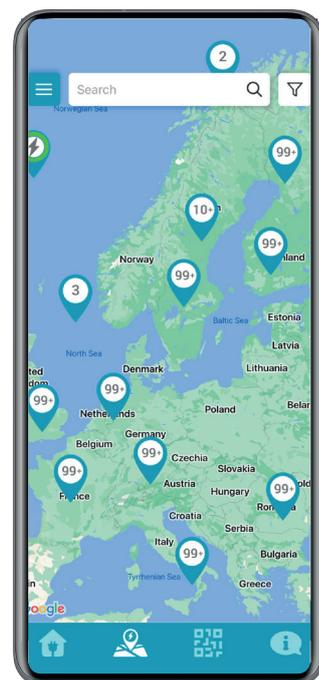 2
Search
Norwegian Sea
99+
10+
99+
Norway
99+
3
Estonia
Baltic Sea
Latvia
North Sea
Denmark
Lithuania
99+
99+
Netherlands
Poland
Belar
Germany
Belgium
99+
Czechia
99+
Slovakia
Austria
Hungary
99+
France
Croatia
Serbia
Italy
99+
Bulgaria
Tyrrhenian Sea
Greece